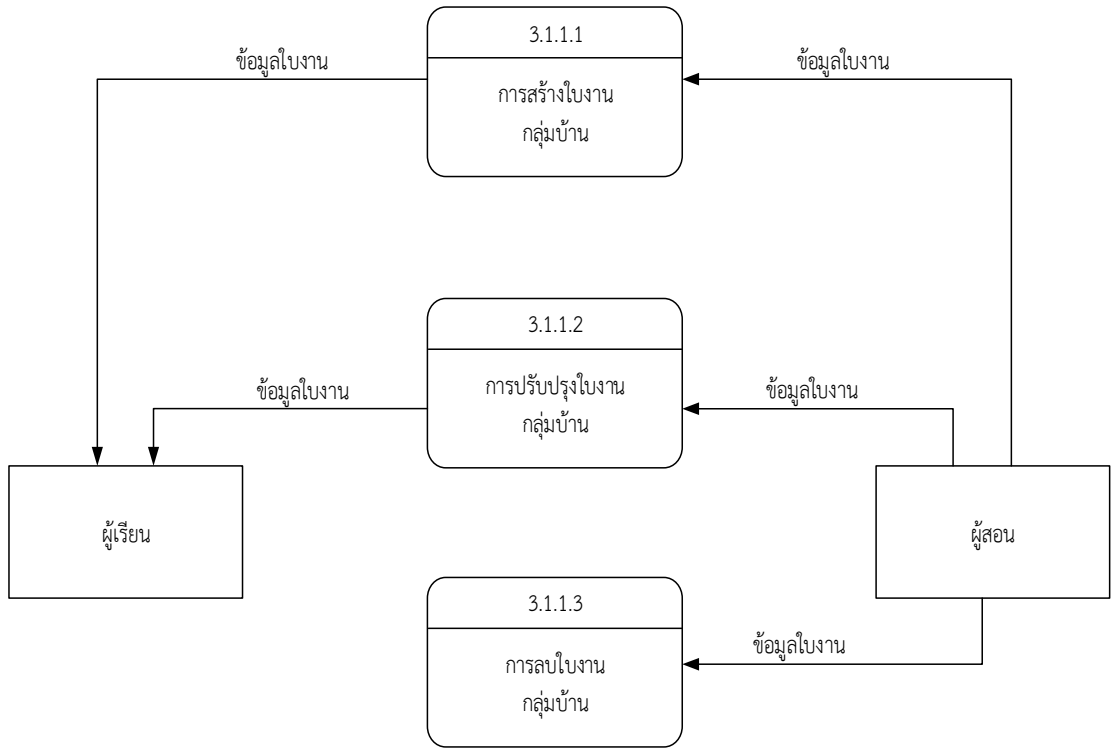 3.1.1.1
ข้อมูลใบงาน
ข้อมูลใบงาน
การสร้างใบงาน
กลุ่มบ้าน
3.1.1.2
ข้อมูลใบงาน
การปรับปรุงใบงาน
ข้อมูลใบงาน
กลุ่มบ้าน
ผู้เรียน
ผู้สอน
3.1.1.3
ข้อมูลใบงาน
การลบใบงาน
กลุ่มบ้าน